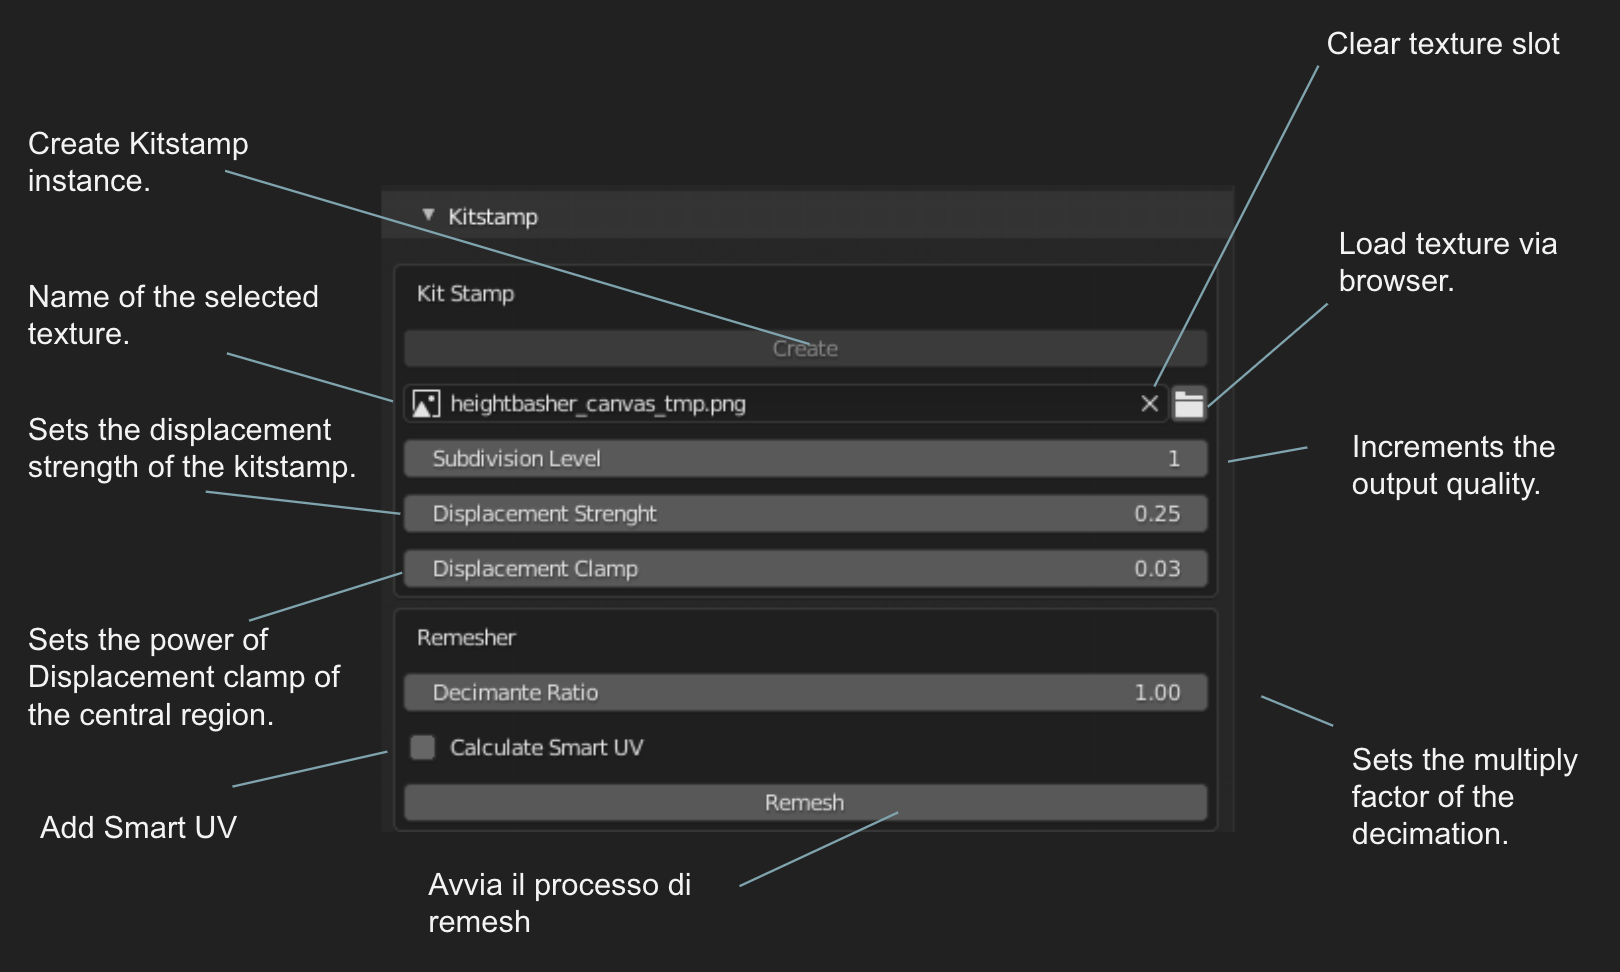 Clear texture slot
Create Kitstamp
instance.
Kitstamp
Load texture via
browser.
Name of the selected
texture.
Kit Stamp
Create
heightbasher_canvas_tmp.png
Sets the displacement
strength of the kitstamp.
Subdivision Level 1
Increments the
output quality.
Displacement Strenght 0.25
Displacement Clamp 0.03
Sets the power of
Displacement clamp of
the central region.
Remesher
Decimante Ratio 1.00
Calculate Smart UV
Sets the multiply
factor of the
decimation.
Add Smart UV
Remesh
Avvia il processo di
remesh